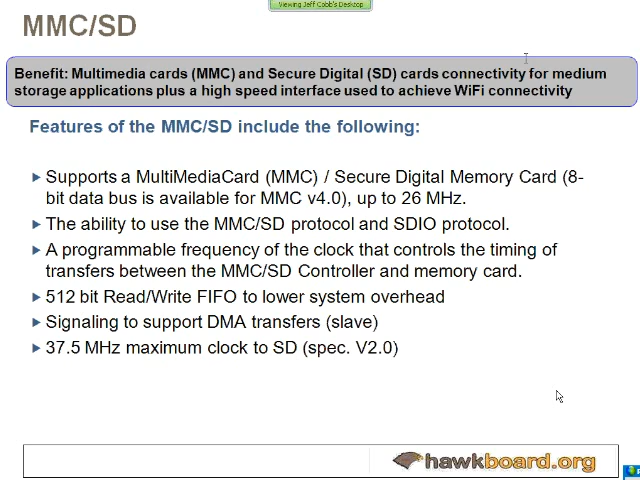 Viewing Jeff Cobb's Desktop
MMC/SD
Benefit: Multimedia cards (MMC) and Secure Digital (SD) cards connectivity for medium
storage applications plus a high speed interface used to achieve WiFi connectivity
Features of the MMC/SD include the following:
Supports a MultiMediaCard (MMC) / Secure Digital Memory Card (8-
bit data bus is available for MMC v4.0), up to 26 MHz.
The ability to use the MMC/SD protocol and SDIO protocol.
A programmable frequency of the clock that controls the timing of
transfers between the MMC/SD Controller and memory card.
512 bit Read/Write FIFO to lower system overhead
Signaling to support DMA transfers (slave)
37.5 MHz maximum clock to SD (spec. V2.0)
hawkboard.org